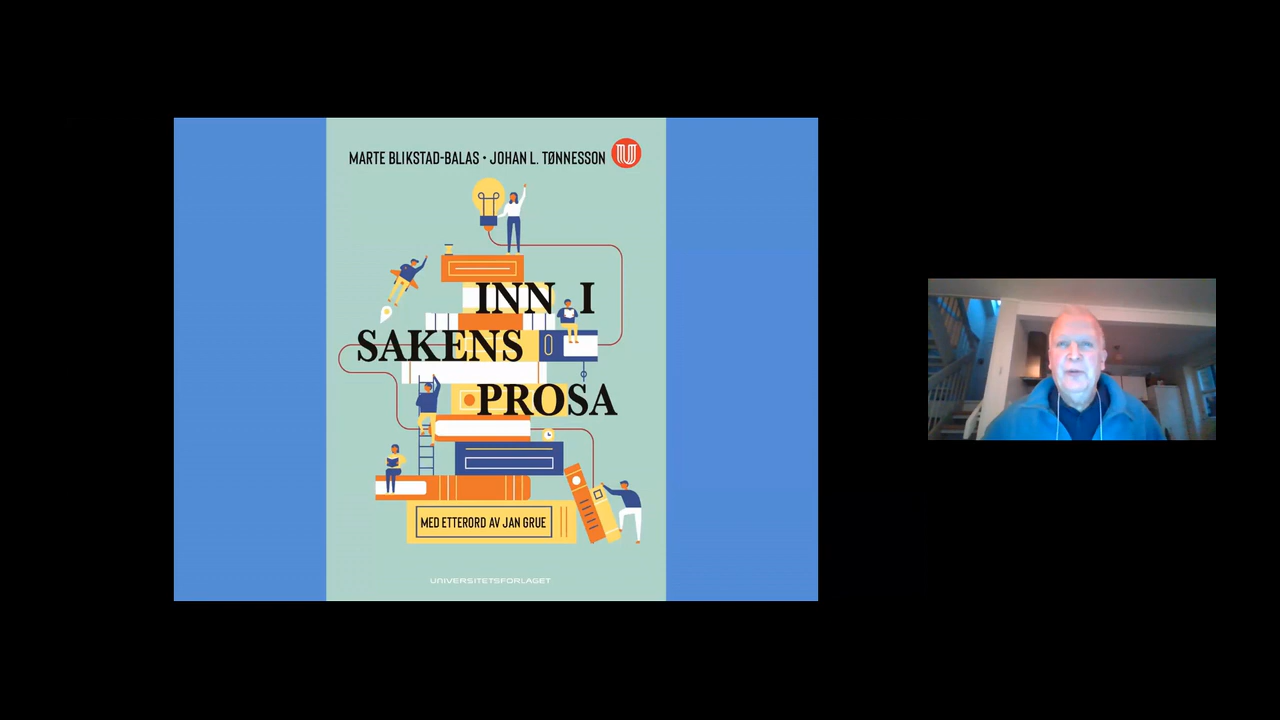 MARTE BLIKSTAD-BALAS • JOHAN L. TØNNESSON
INN I
SAKENS
PROSA
MED ETTERORD AV JAN GRUE
UNIVERSITETSFORLAGET